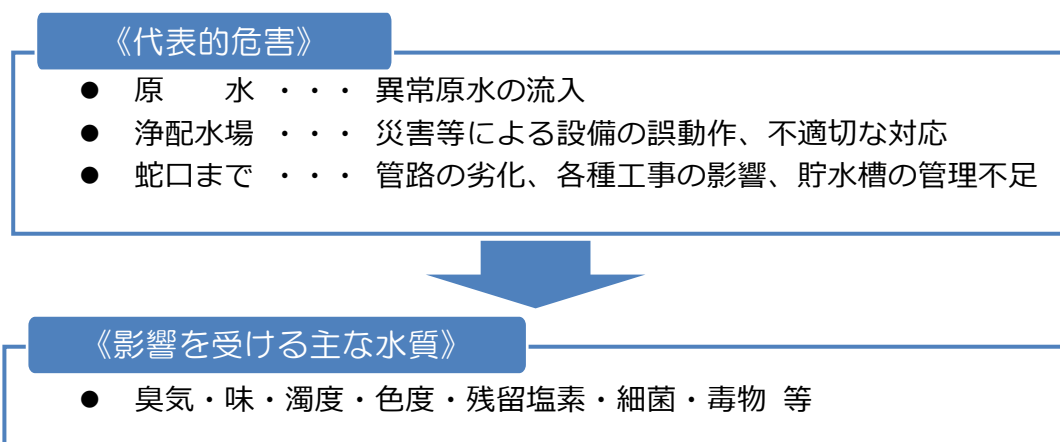 《代表的危害》
● 原　　水 ・・・ 異常原水の流入
● 浄配水場 ・・・ 災害等による設備の誤動作、不適切な対応
● 蛇口まで ・・・ 管路の劣化、各種工事の影響、貯水槽の管理不足
《影響を受ける主な水質》
● 臭気・味・濁度・色度・残留塩素・細菌・毒物 等